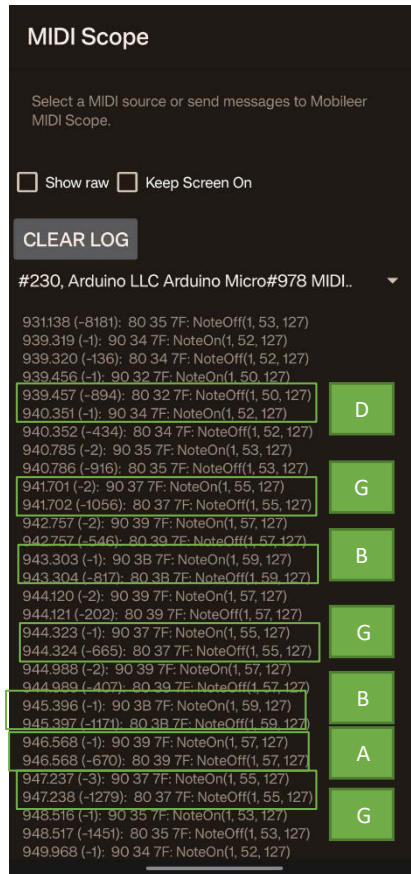 MIDI Scope
Select a MIDI source or send messages to Mobileer
MIDI Scope.
Show raw Keep Screen On
CLEAR LOG
#230, Arduino LLC Arduino Micro#978 MIDI..
931.138 (-8181): 80 35 7F: NoteOff(1, 53, 127)
939.319 (-1): 90 34 7F: NoteOn(1, 52, 127)
939.320 (-136): 80 34 7F: NoteOff(1, 52, 127)
939.456 (-1): 90 32 7F: NoteOn(1, 50, 127)
939.457 (-894): 80 32 7F: NoteOff(1, 50, 127)
940.351 (-1): 90 34 7F: NoteOn(1, 52, 127)
D
940.352 (-434): 80 34 7F: NoteOff(1, 52, 127)
940.785 (-2): 90 35 7F: NoteOn(1, 53, 127)
940.786 (-916): 80 35 7F: NoteOff(1, 53, 127)
941.701 (-2): 90 37 7F: NoteOn(1, 55, 127)
941.702 (-1056): 80 37 7F: NoteOff(1, 55, 127)
G
942.757 (-2): 90 39 7F: NoteOn(1, 57, 127)
942.757 (-546): 80 39 7F: NoteOff(1, 57, 127)
943.303 (-1): 90 3B 7F: NoteOn(1, 59, 127)
943.304 (-817): 80 3B 7F: NoteOff(1, 59, 127)
B
944.120 (-2): 90 39 7F: NoteOn(1, 57, 127)
944.121 (-202): 80 39 7F: NoteOff(1, 57, 127)
944.323 (-1): 90 37 7F: NoteOn(1, 55, 127)
944.324 (-665): 80 37 7F: NoteOff(1, 55, 127)
G
944.988 (-2): 90 39 7F: NoteOn(1, 57, 127)
944.989 (-407): 80 39 7F: NoteOff(1, 57, 127)
945.396 (-1): 90 3B 7F: NoteOn(1, 59, 127)
945.397 (-1171): 80 3B 7F: NoteOff(1, 59, 127)
B
946.568 (-1): 90 39 7F: NoteOn(1, 57, 127)
946.568 (-670): 80 39 7F: NoteOff(1, 57, 127)
A
947.237 (-3): 90 37 7F: NoteOn(1, 55, 127)
947.238 (-1279): 80 37 7F: NoteOff(1, 55, 127)
G
948.516 (-1): 90 35 7F: NoteOn(1, 53, 127)
948.517 (-1451): 80 35 7F: NoteOff(1, 53, 127)
949.968 (-1): 90 34 7F: NoteOn(1, 52, 127)